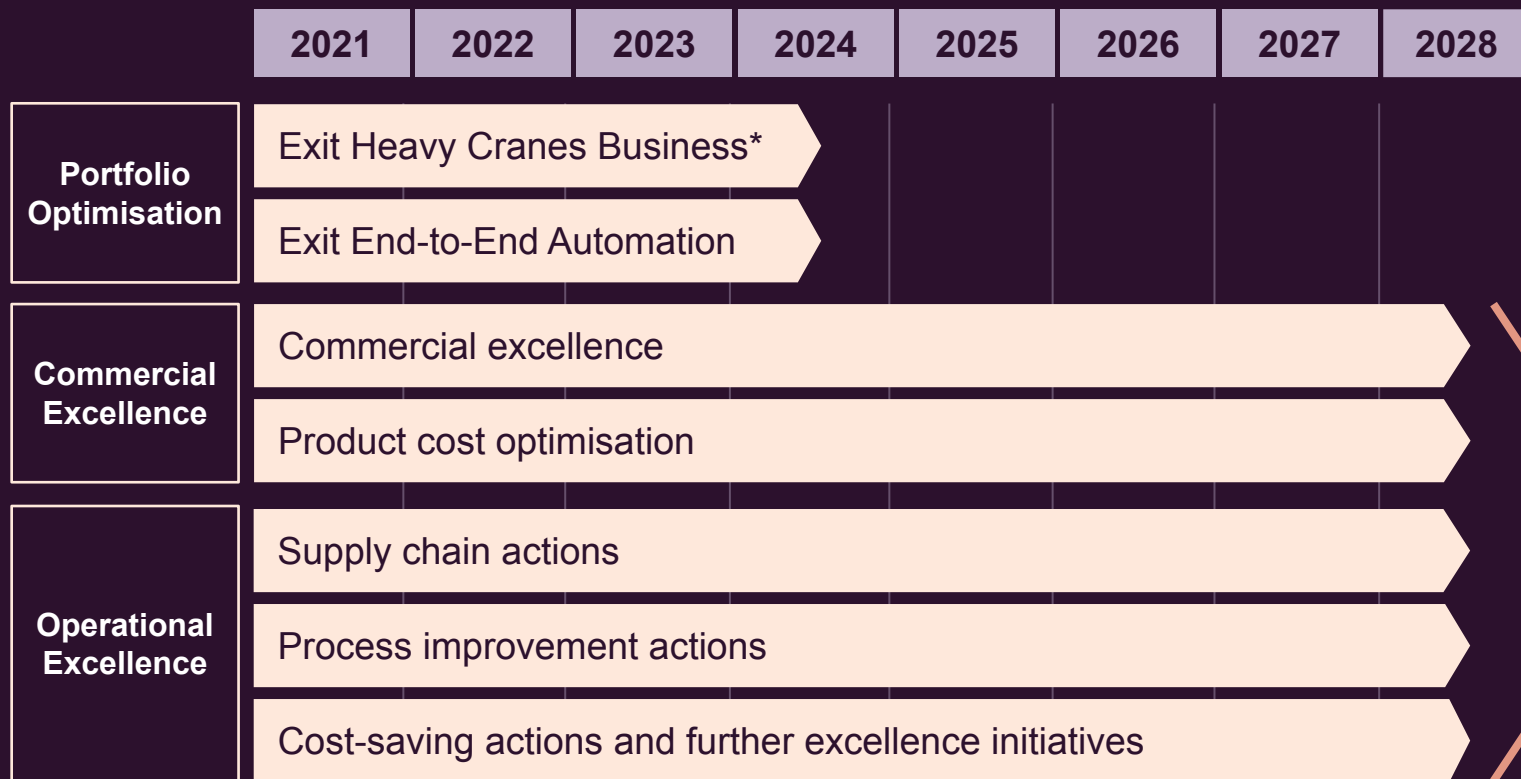 2021 2022 2023 2024 2025 2026 2027 2028
Portfolio
Optimisation
Exit Heavy Cranes Business*
Exit End-to-End Automation
Commercial
Excellence
Commercial excellence
Product cost optimisation
Operational
Excellence
Supply chain actions
Process improvement actions
Cost-saving actions and further excellence initiatives